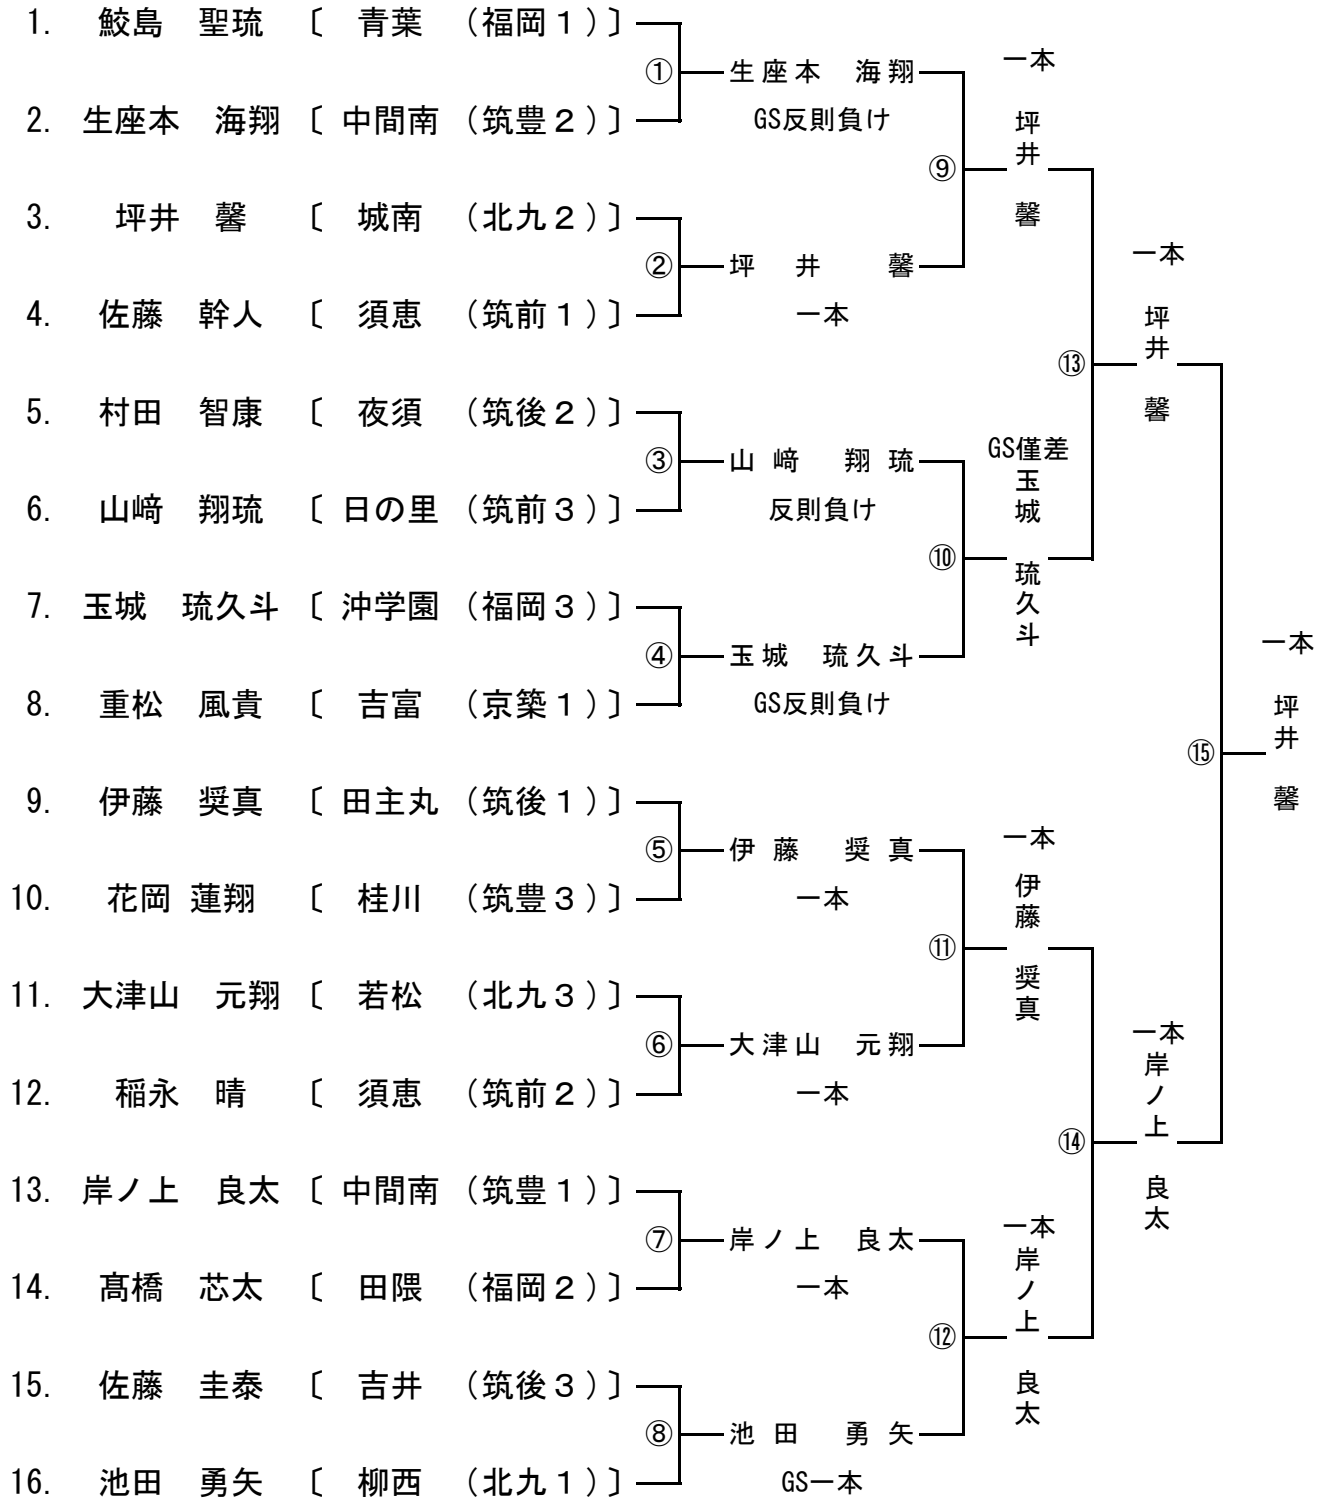 1. 鮫島　聖琉 〔 青葉 （福岡１）〕
① 生座本　海翔
一本
2. 生座本　海翔 〔 中間南 （筑豊２）〕
GS反則負け
坪井　馨
⑨
3. 坪井　馨 〔 城南 （北九２）〕
② 坪井　馨
一本
4. 佐藤　幹人 〔 須恵 （筑前１）〕
一本
坪井　馨
⑬
5. 村田　智康 〔 夜須 （筑後２）〕
③ 山﨑　翔琉
GS僅差
玉城　琉久斗
6. 山﨑　翔琉 〔 日の里 （筑前３）〕
反則負け
⑩
7. 玉城　琉久斗 〔 沖学園 （福岡３）〕
④ 玉城　琉久斗
一本
8. 重松　風貴 〔 吉富 （京築１）〕
GS反則負け
坪井　馨
⑮
9. 伊藤　奨真 〔 田主丸 （筑後１）〕
⑤ 伊藤　奨真
一本
10. 花岡 蓮翔 〔 桂川 （筑豊３）〕
一本
伊藤　奨真
⑪
11. 大津山　元翔 〔 若松 （北九３）〕
⑥ 大津山　元翔
一本
12. 稲永　晴 〔 須恵 （筑前２）〕
一本
岸ノ上　良太
⑭
13. 岸ノ上　良太 〔 中間南 （筑豊１）〕
⑦ 岸ノ上　良太
一本
14. 髙橋　芯太 〔 田隈 （福岡２）〕
一本
岸ノ上　良太
⑫
15. 佐藤　圭泰 〔 吉井 （筑後３）〕
⑧ 池田　勇矢
16. 池田　勇矢 〔 柳西 （北九１）〕
GS一本